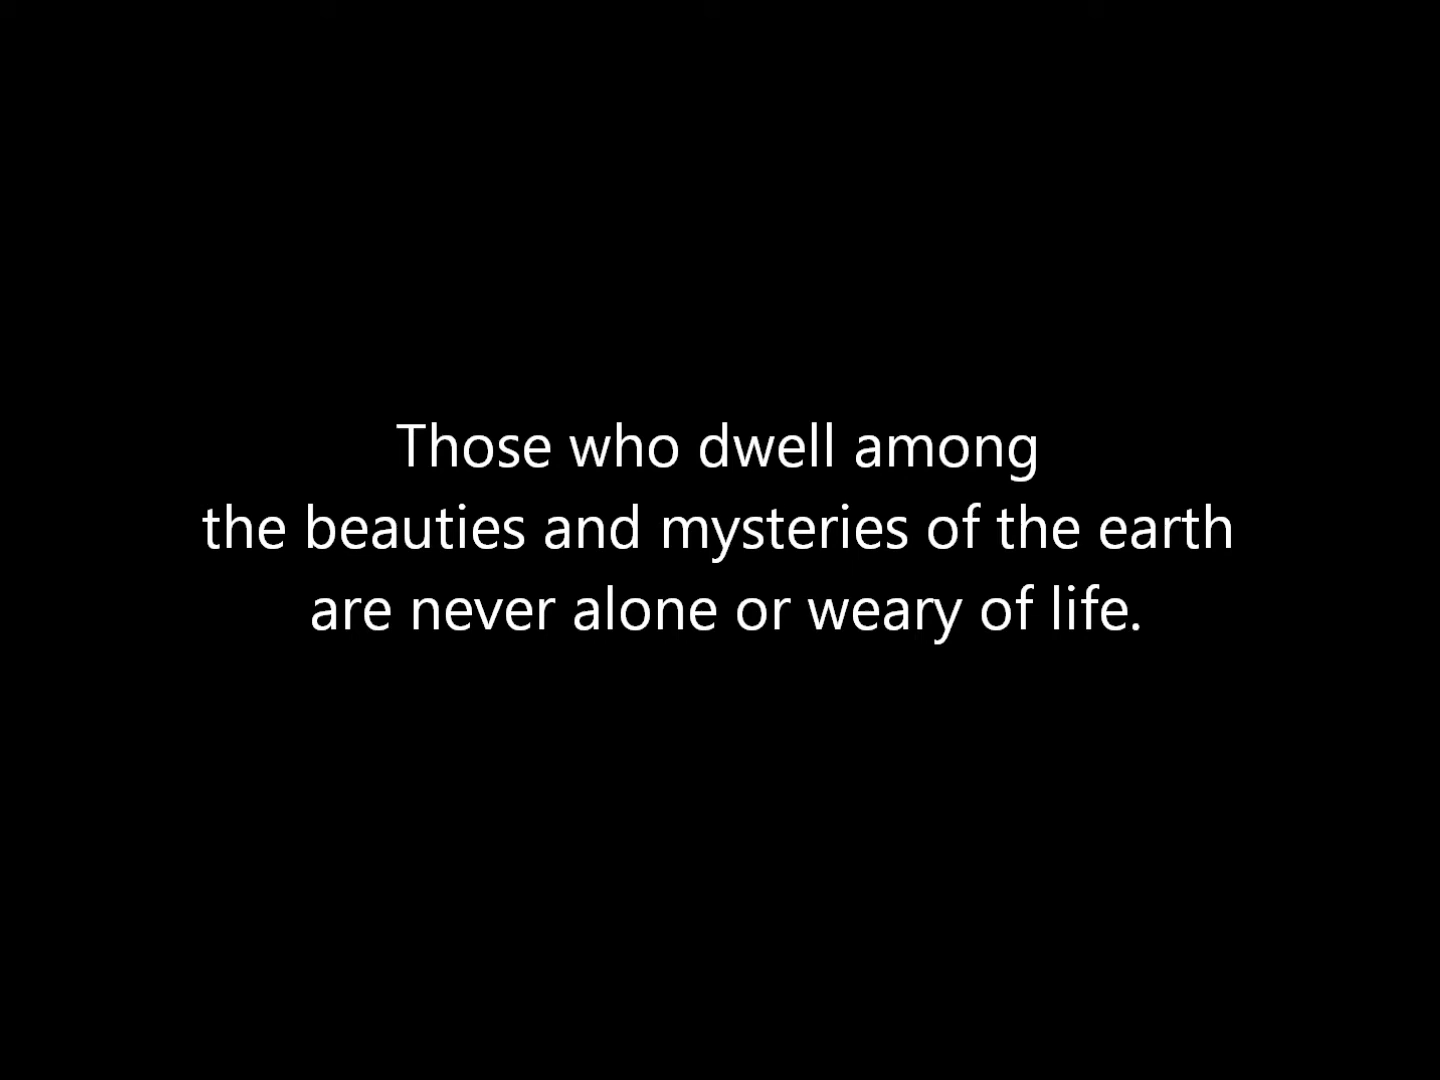 Those who dwell among
the beauties and mysteries of the earth
are never alone or weary of life.